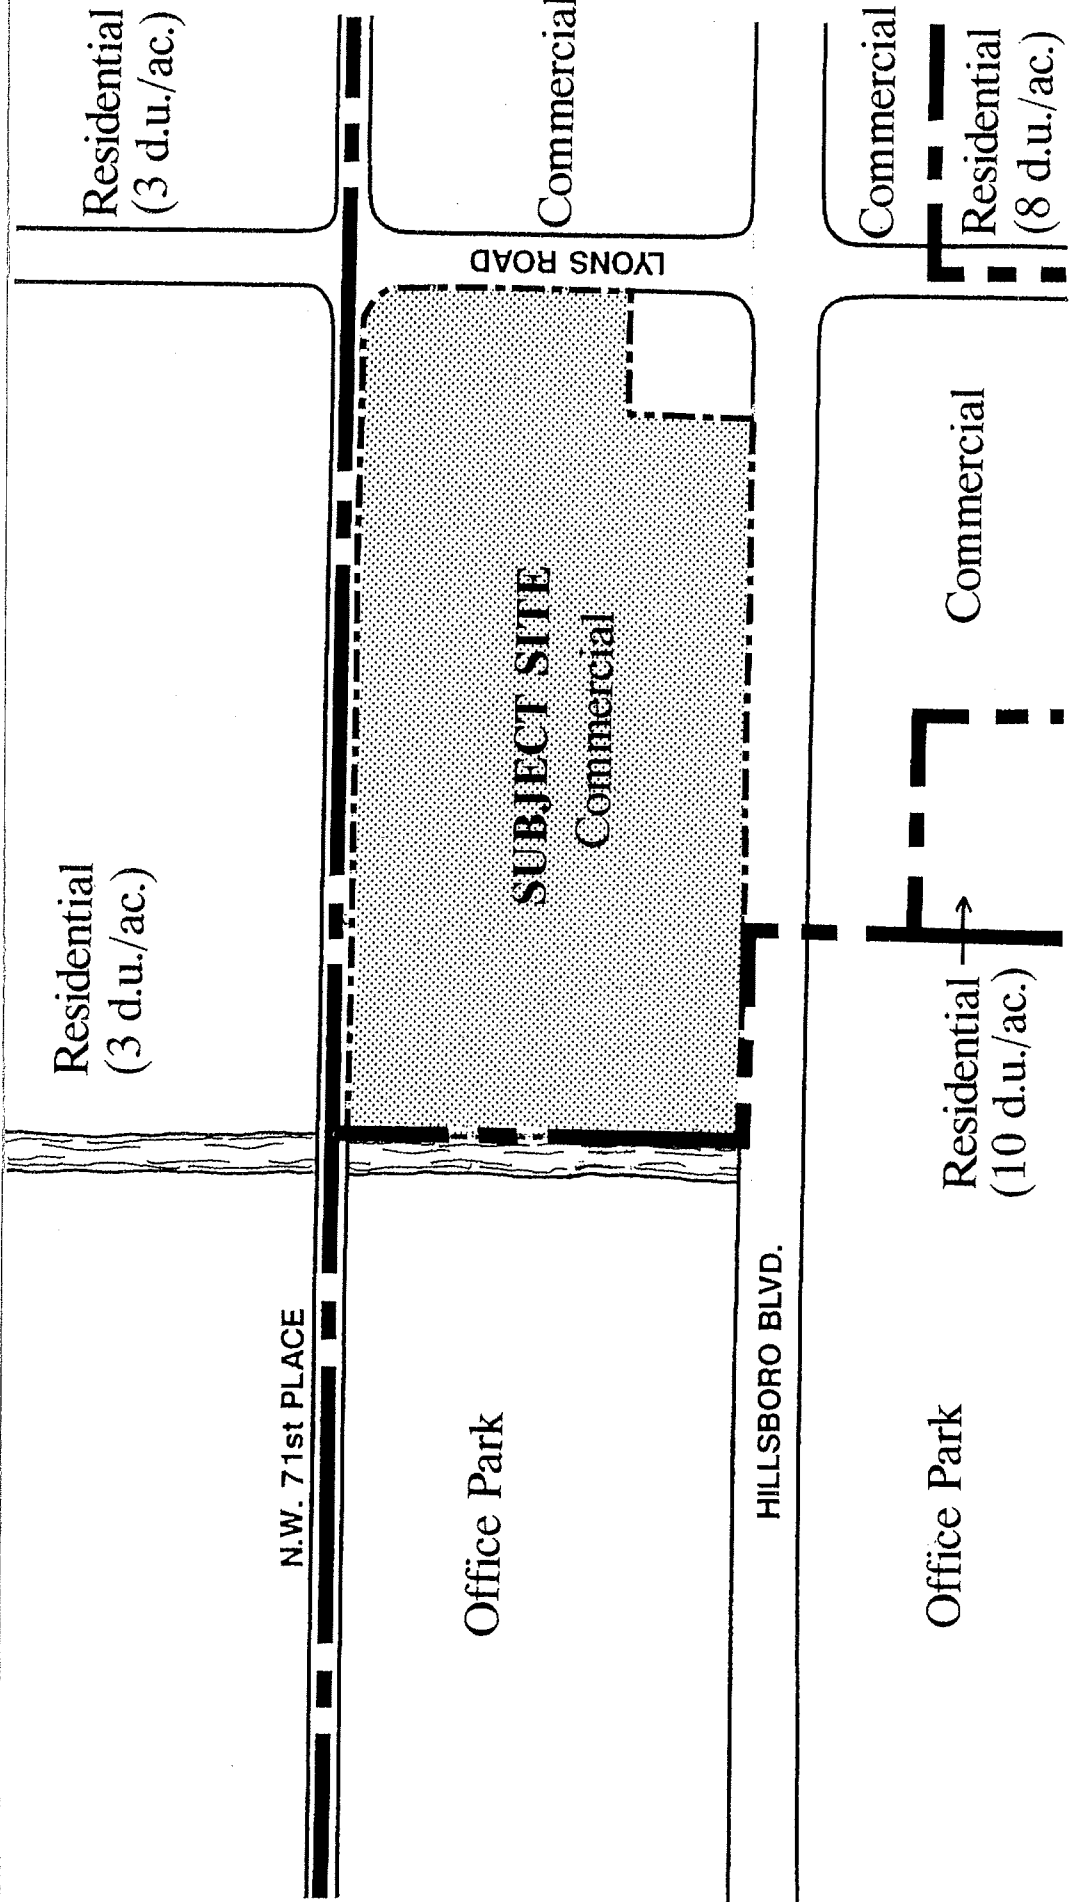 Residential
(3 d.u./ac.)
Residential
(3 d.u./ac.)
N.W. 71st PLACE
Office Park
SUBJECT SITE
Commercial
LYONS ROAD
Commercial
HILLSBORO BLVD.
Office Park
Residential
(10 d.u./ac.)
Commercial
Commercial
Residential
(8 d.u./ac.)